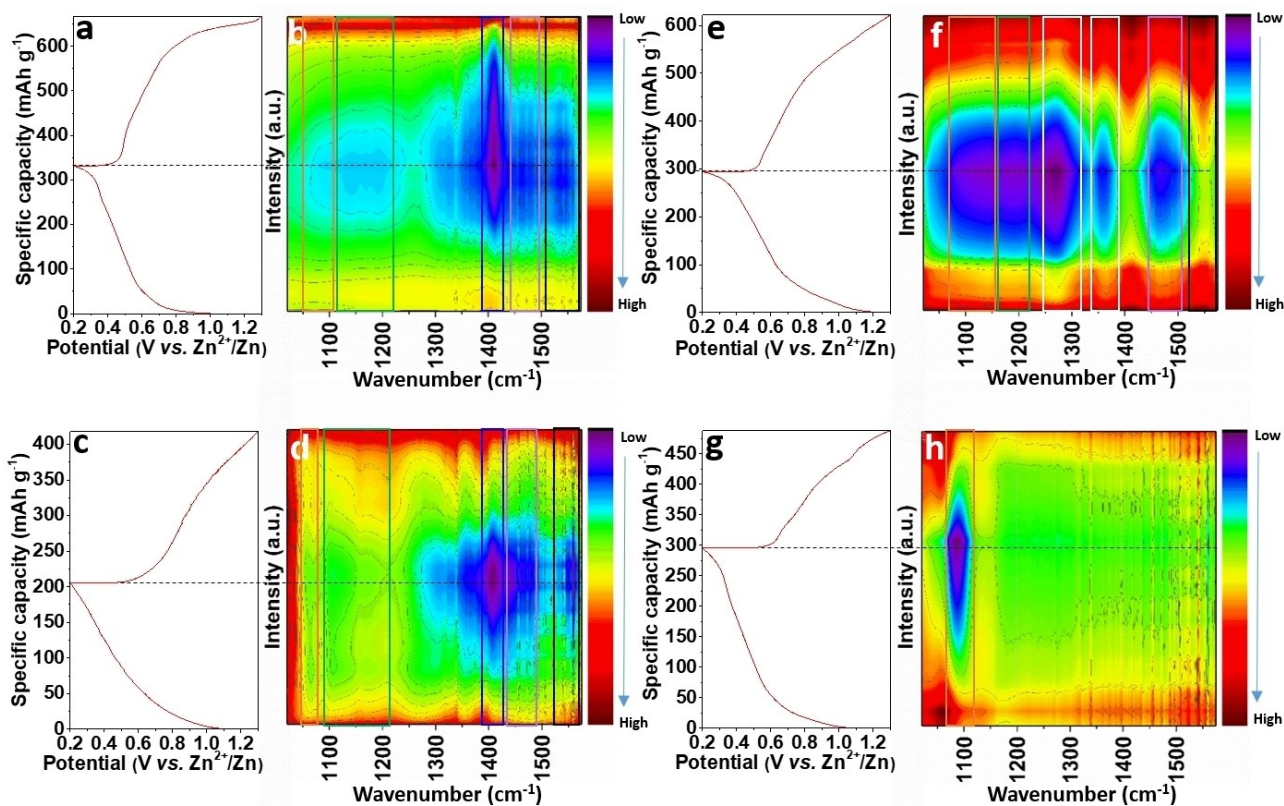 a
Specific capacity (mAh g⁻¹)
600
500
400
300
200
100
0
0.2 0.4 0.6 0.8 1.0 1.2
Potential (V vs. Zn²⁺/Zn)
b
Intensity (a.u.)
1100
1200
1300
1400
1500
Wavenumber (cm⁻¹)
Low
High
e
Specific capacity (mAh g⁻¹)
600
500
400
300
200
100
0
0.2 0.4 0.6 0.8 1.0 1.2
Potential (V vs. Zn²⁺/Zn)
f
Intensity (a.u.)
1100
1200
1300
1400
1500
Wavenumber (cm⁻¹)
Low
High
c
Specific capacity (mAh g⁻¹)
400
350
300
250
200
150
100
50
0
0.2 0.4 0.6 0.8 1.0 1.2
Potential (V vs. Zn²⁺/Zn)
d
Intensity (a.u.)
1100
1200
1300
1400
1500
Wavenumber (cm⁻¹)
Low
High
g
Specific capacity (mAh g⁻¹)
450
400
350
300
250
200
150
100
50
0
0.2 0.4 0.6 0.8 1.0 1.2
Potential (V vs. Zn²⁺/Zn)
h
Intensity (a.u.)
1100
1200
1300
1400
1500
Wavenumber (cm⁻¹)
Low
High